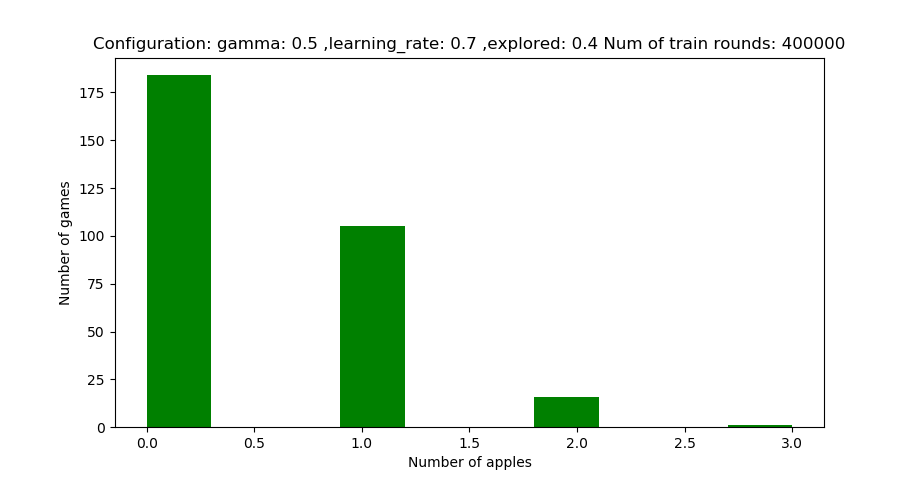 Configuration: gamma: 0.5 ,learning_rate: 0.7 ,explored: 0.4 Num of train rounds: 400000
175
150
125
100
75
50
25
0
Number of games
0.0 0.5 1.0 1.5 2.0 2.5 3.0
Number of apples